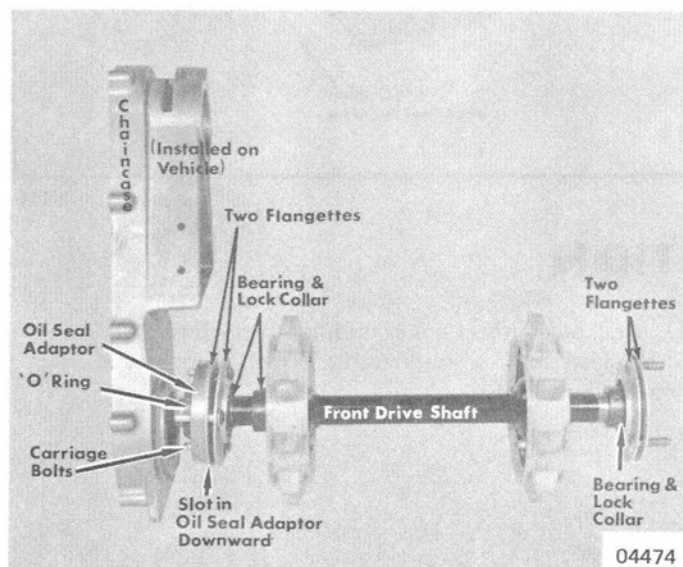 Chaincase
(Installed on
Vehicle)
Two Flangettes
Bearing &
Lock Collar
Two
Flangettes
Oil Seal
Adaptor
'O' Ring
Front Drive Shaft
Carriage
Bolts
Slot in
Oil Seal Adaptor
Downward
Bearing &
Lock
Collar
04474